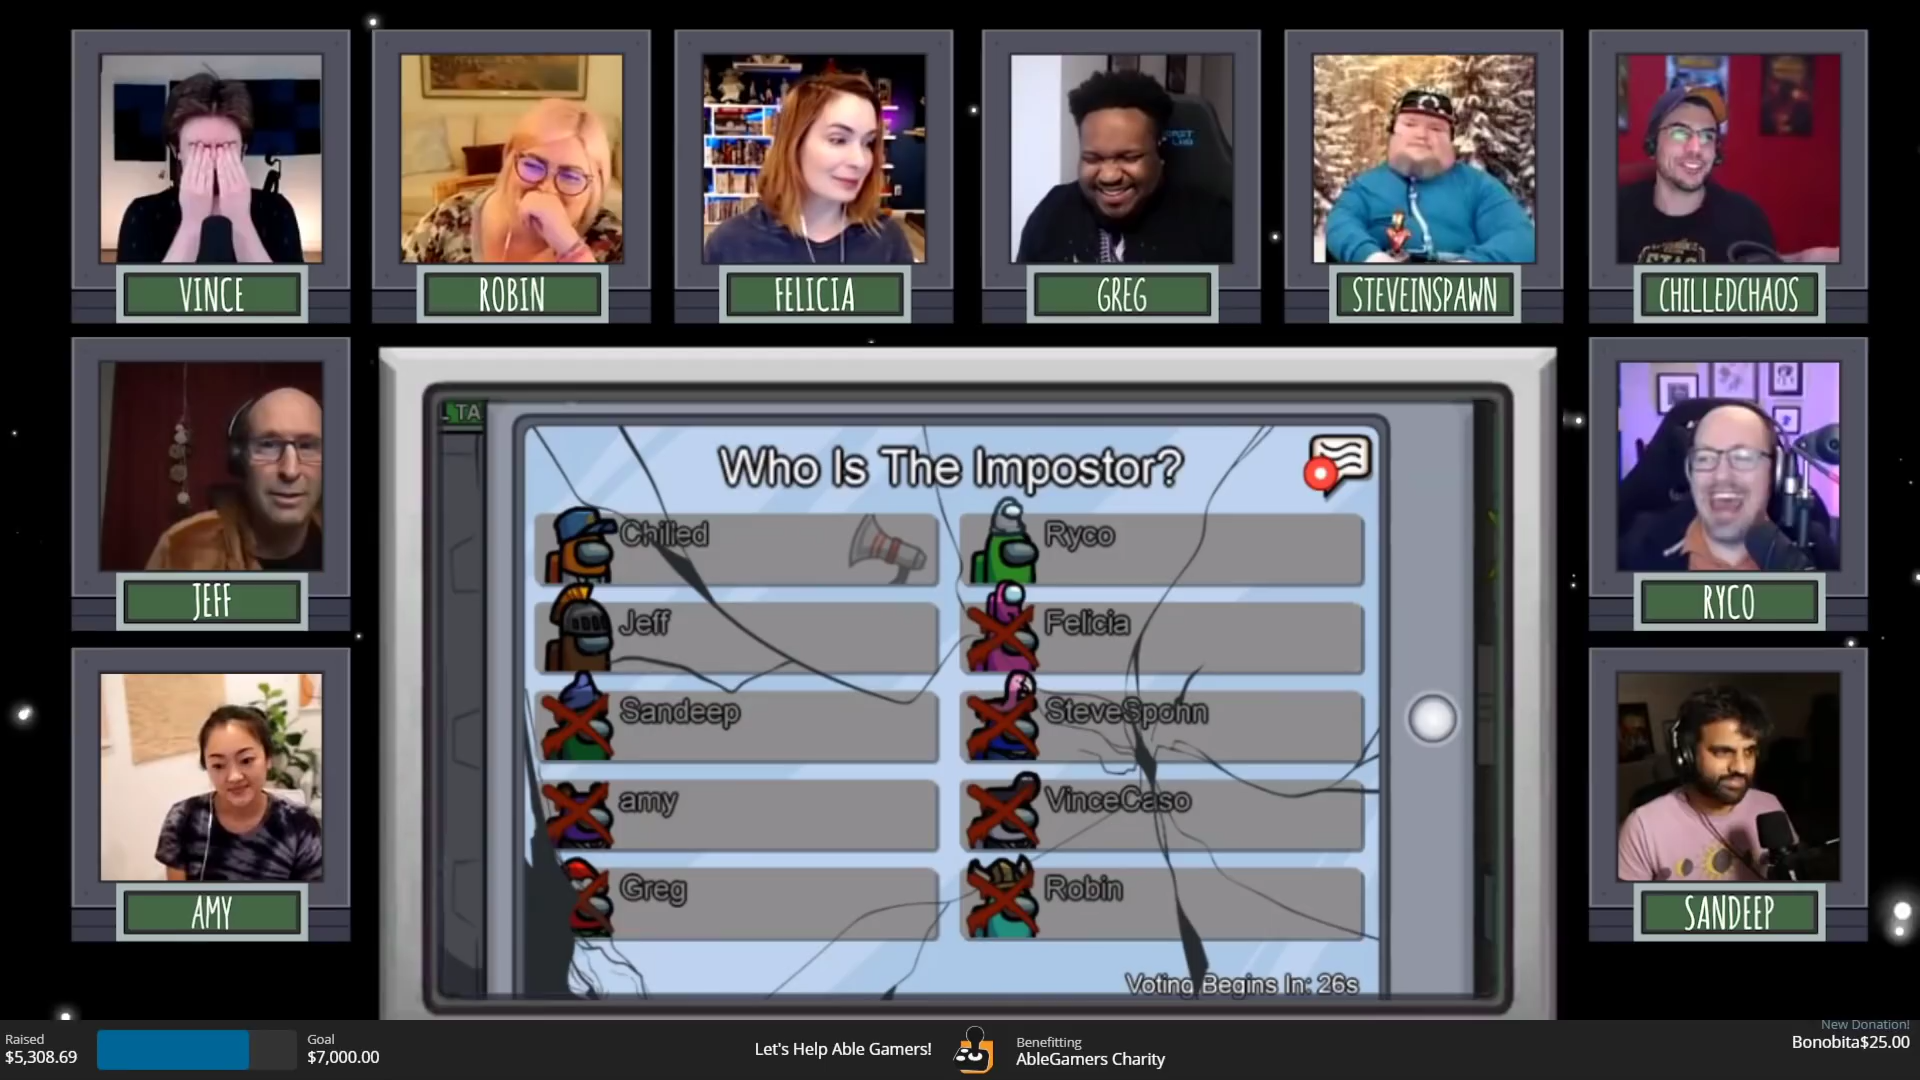 VINCE
ROBIN
FELICIA
GREG
STEVEINSPAWN
CHILLEDCHAOS
JEFF
RYCO
AMY
SANDEEP
L TA
Who Is The Impostor?
Chilled
Ryco
Jeff
Felicia
Sandeep
SteveSpohn
amy
VinceCaso
Greg
Robin
Voting Begins In: 26s
Raised
$5,308.69
Goal
$7,000.00
Let's Help Able Gamers!
Benefitting
AbleGamers Charity
New Donation!
Bonobita$25.00